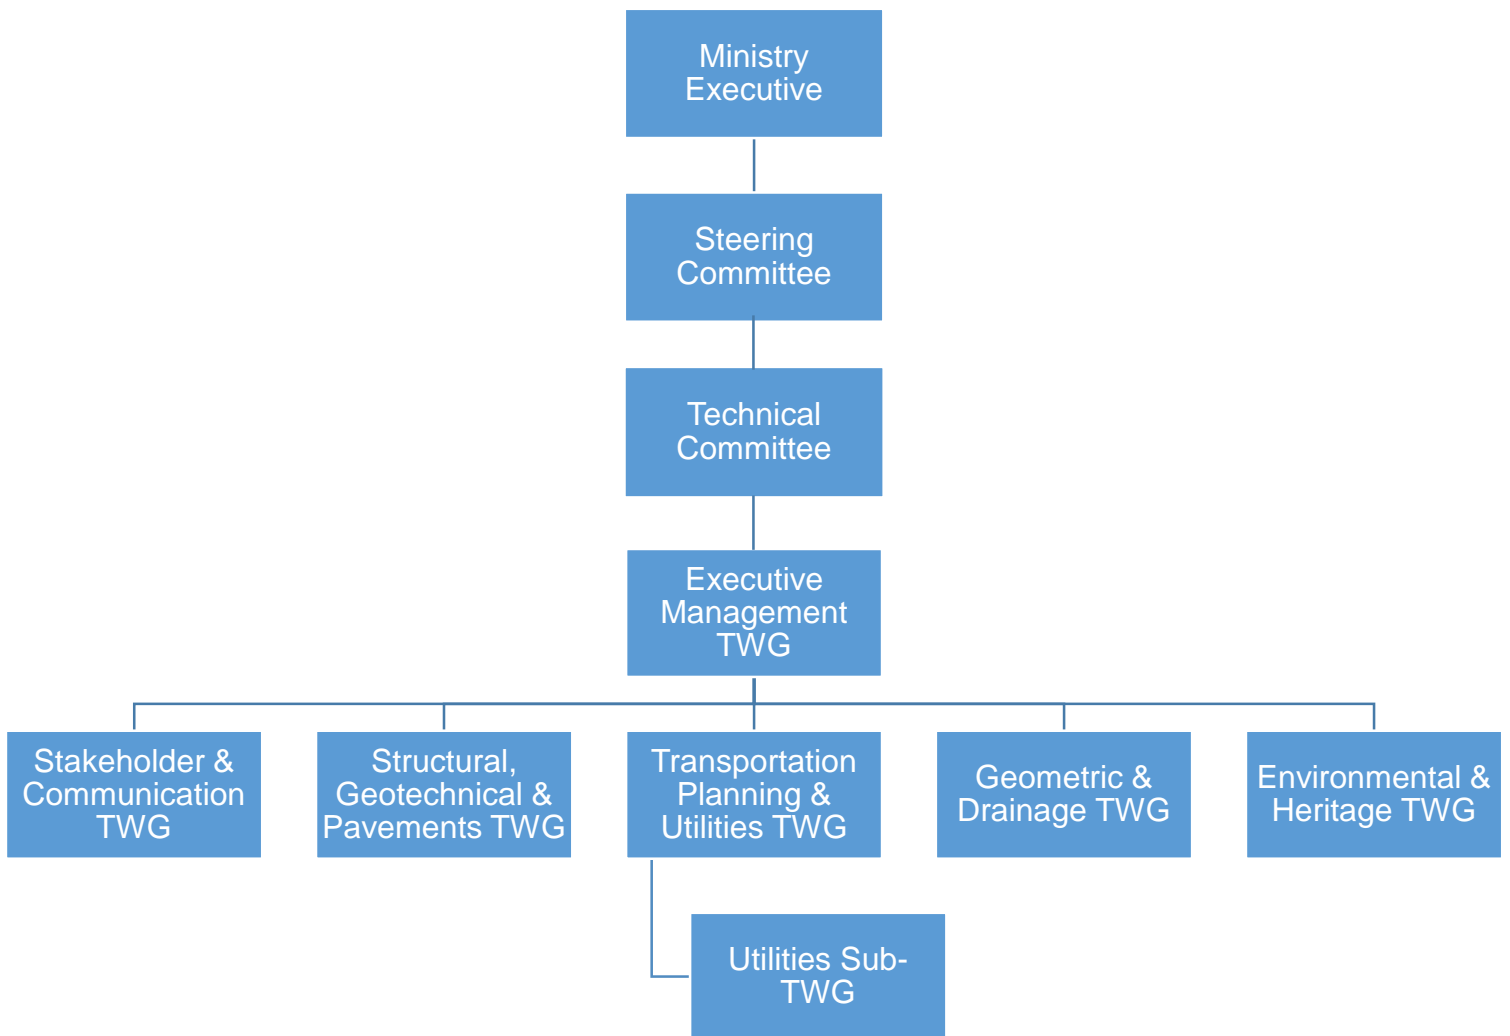 Ministry
Executive
Steering
Committee
Technical
Committee
Executive
Management
TWG
Stakeholder &
Communication
TWG
Structural,
Geotechnical &
Pavements TWG
Transportation
Planning &
Utilities TWG
Geometric &
Drainage TWG
Environmental &
Heritage TWG
Utilities Sub-
TWG